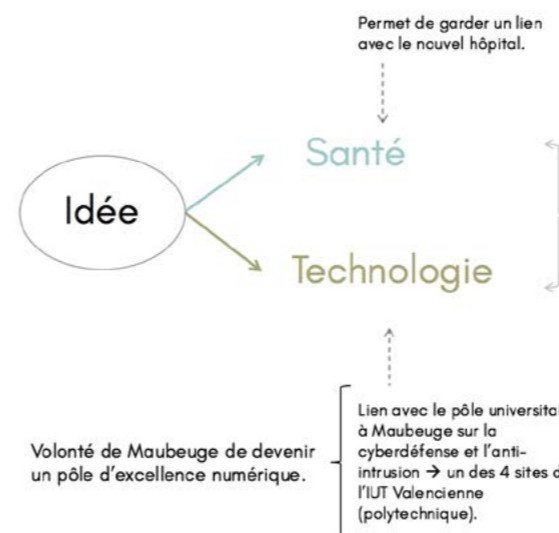 Permet de garder un lien
avec le nouvel hôpital.
Santé
Idée
Technologie
Volonté de Maubeuge de devenir
un pôle d'excellence numérique.
Lien avec le pôle
à Maubeuge sur la
cyberdéfense et l'anti-
intrusion → un des 4 sites
l'IUT Valencienne
(polytechnique).